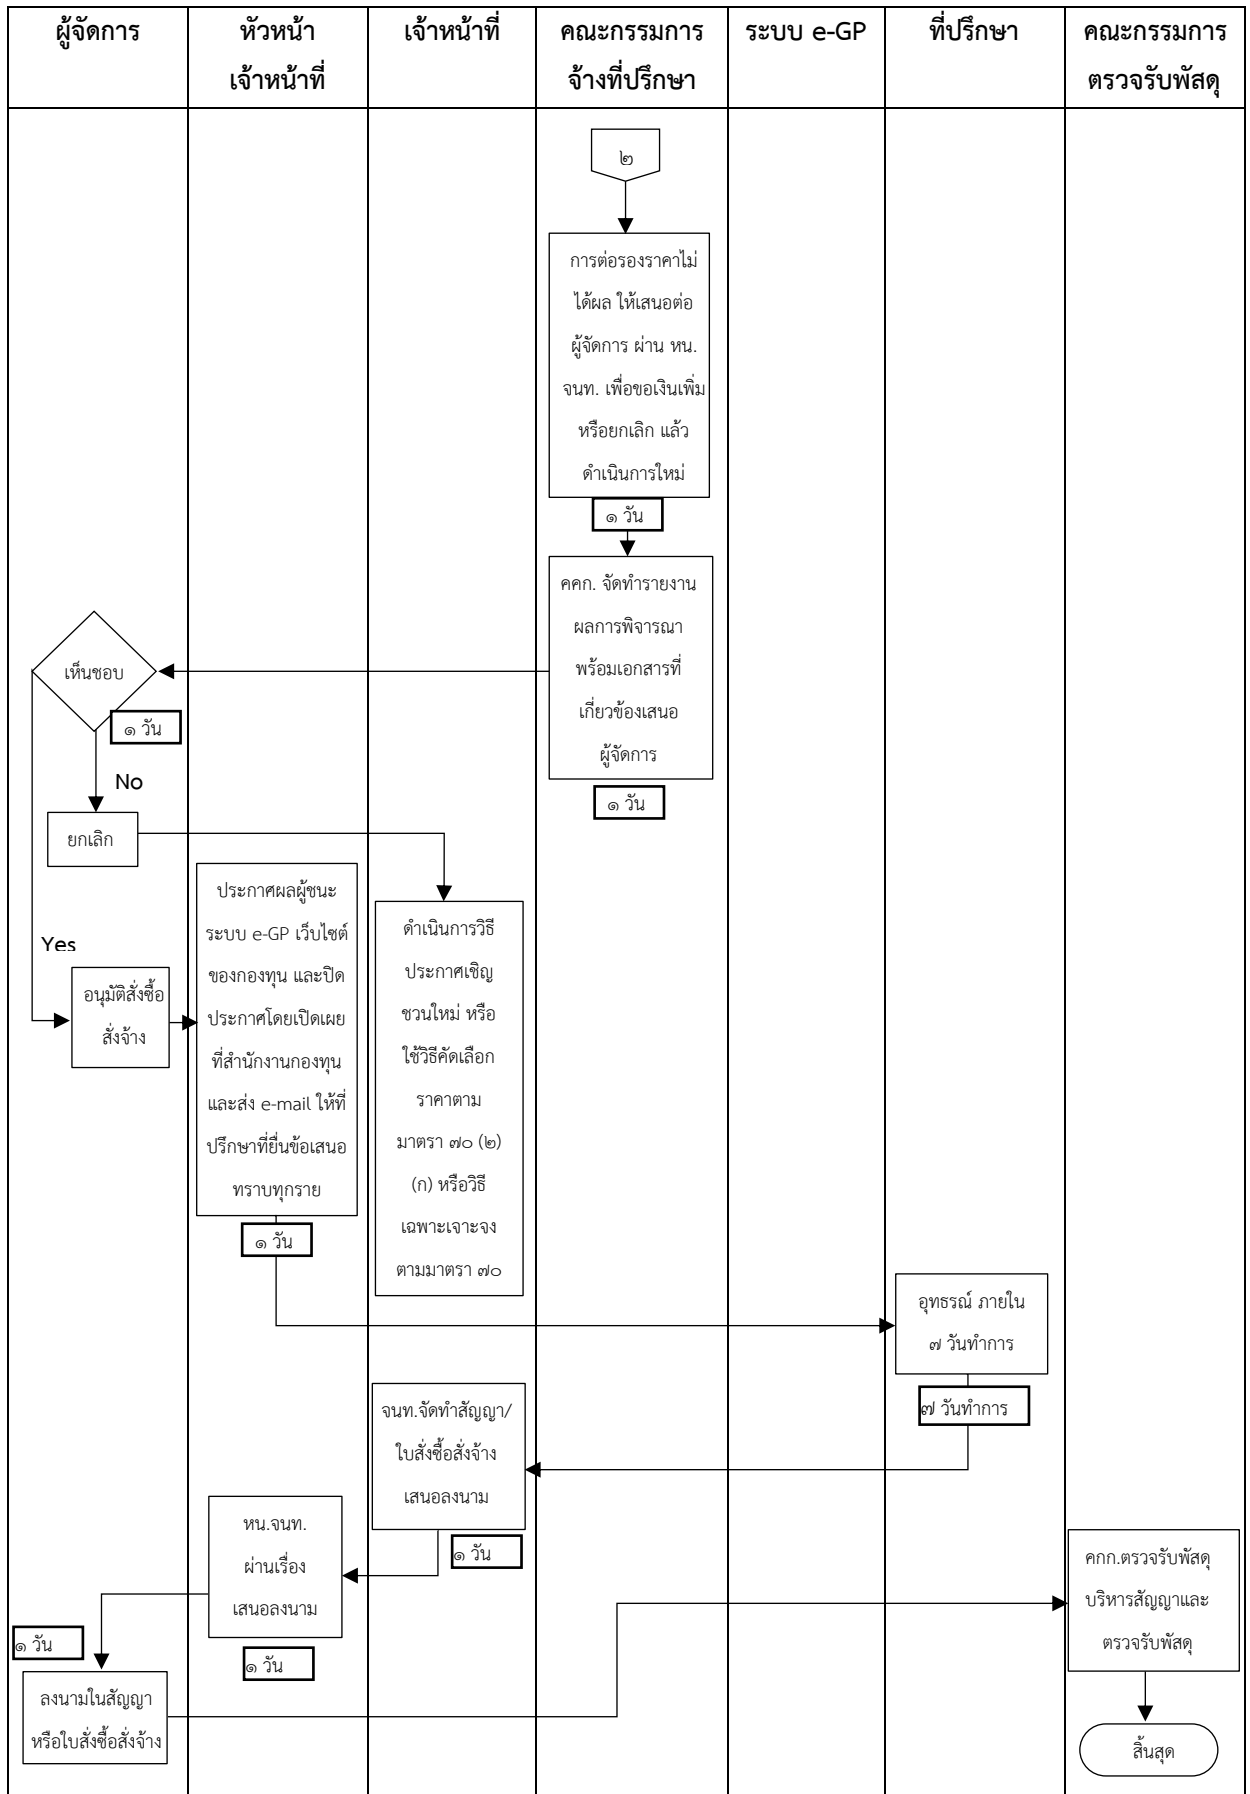 ผู้จัดการ
หัวหน้า
เจ้าหน้าที่
เจ้าหน้าที่
คณะกรรมการ
จ้างที่ปรึกษา
ระบบ e-GP
ที่ปรึกษา
คณะกรรมการ
ตรวจรับพัสดุ
๒
การต่อรองราคาไม่
ได้ผล ให้เสนอต่อ
ผู้จัดการ ผ่าน หน.
จนท. เพื่อขอเงินเพิ่ม
หรือยกเลิก แล้ว
ดำเนินการใหม่
๑ วัน
คคก. จัดทำรายงาน
ผลการพิจารณา
พร้อมเอกสารที่
เกี่ยวข้องเสนอ
ผู้จัดการ
๑ วัน
เห็นชอบ
๑ วัน
No
ยกเลิก
Yes
อนุมัติสั่งซื้อ
สั่งจ้าง
ประกาศผลผู้ชนะ
ระบบ e-GP เว็บไซต์
ของกองทุน และปิด
ประกาศโดยเปิดเผย
ที่สำนักงานกองทุน
และส่ง e-mail ให้ที่
ปรึกษาที่ยื่นข้อเสนอ
ทราบทุกราย
๑ วัน
ดำเนินการวิธี
ประกาศเชิญ
ชวนใหม่ หรือ
ใช้วิธีคัดเลือก
ราคาตาม
มาตรา ๗๐ (๒)
(ก) หรือวิธี
เฉพาะเจาะจง
ตามมาตรา ๗๐
อุทธรณ์ ภายใน
๗ วันทำการ
๗ วันทำการ
จนท.จัดทำสัญญา/
ใบสั่งซื้อสั่งจ้าง
เสนอลงนาม
๑ วัน
หน.จนท.
ผ่านเรื่อง
เสนอลงนาม
๑ วัน
๑ วัน
ลงนามในสัญญา
หรือใบสั่งซื้อสั่งจ้าง
คกก.ตรวจรับพัสดุ
บริหารสัญญาและ
ตรวจรับพัสดุ
สิ้นสุด